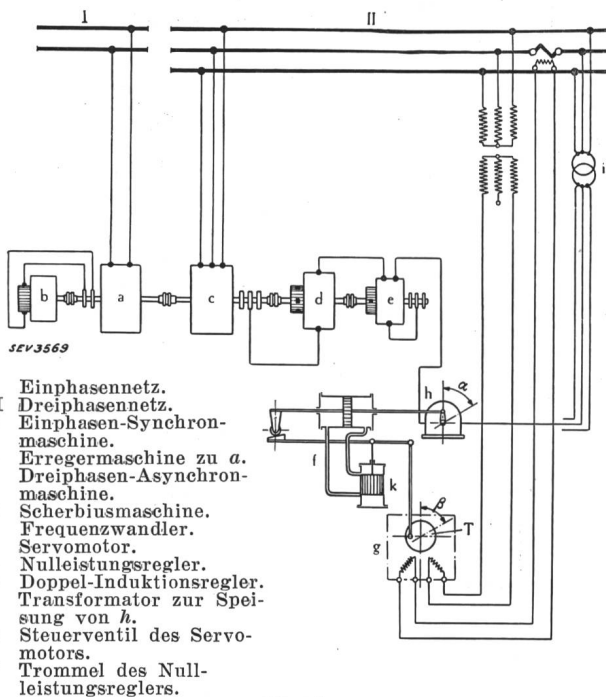 I
II
i
b
a
c
d
e
SEV3569
h
α
f
k
β
g
T
Einphasennetz.
I Dreiphasennetz.
Einphasen-Synchron-
maschine.
Erregermaschine zu a.
Dreiphasen-Asynchron-
maschine.
Scherbiusmaschine.
Frequenzwandler.
Servomotor.
Nulleistungsregler.
Doppel-Induktionsregler.
Transformator zur Spei-
sung von h.
Steuerventil des Servo-
motors.
Trommel des Null-
leistungsreglers.